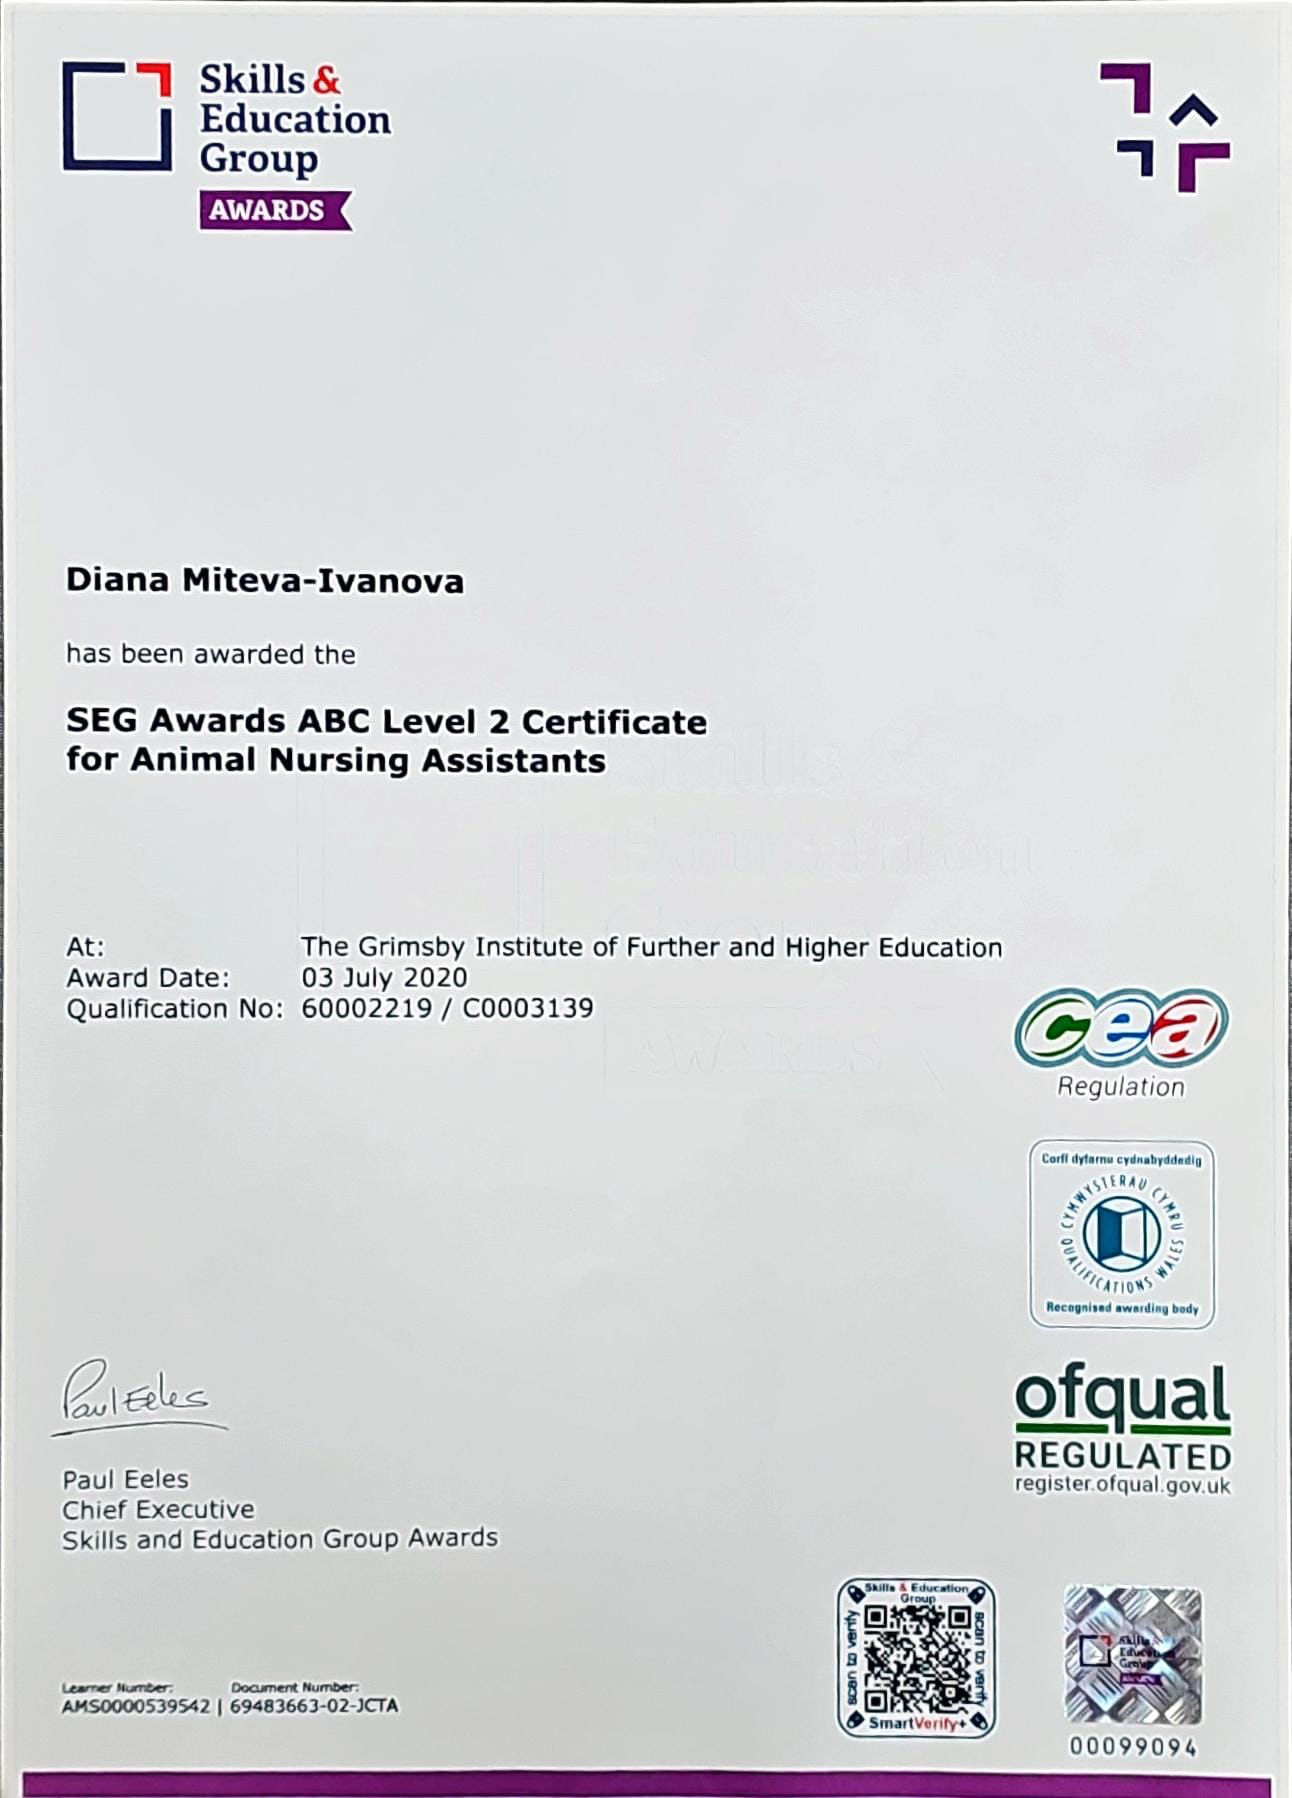 Skills &
Education
Group
AWARDS
Diana Miteva-Ivanova
has been awarded the
SEG Awards ABC Level 2 Certificate
for Animal Nursing Assistants
At: The Grimsby Institute of Further and Higher Education
Award Date: 03 July 2020
Qualification No: 60002219 / C0003139
cea
Regulation
Corff dyfarnu cydnabyddedig
CYMWYSTERAU CYMRU
QUALIFICATIONS WALES
Recognised awarding body
ofqual
REGULATED
register.ofqual.gov.uk
Paul Eeles
Paul Eeles
Chief Executive
Skills and Education Group Awards
Skills & Education
Group
scan to verify
scan to verify
SmartVerify+
Skills
Education
Group
00099094
Learner Number: Document Number:
AMS0000539542 | 69483663-02-JCTA